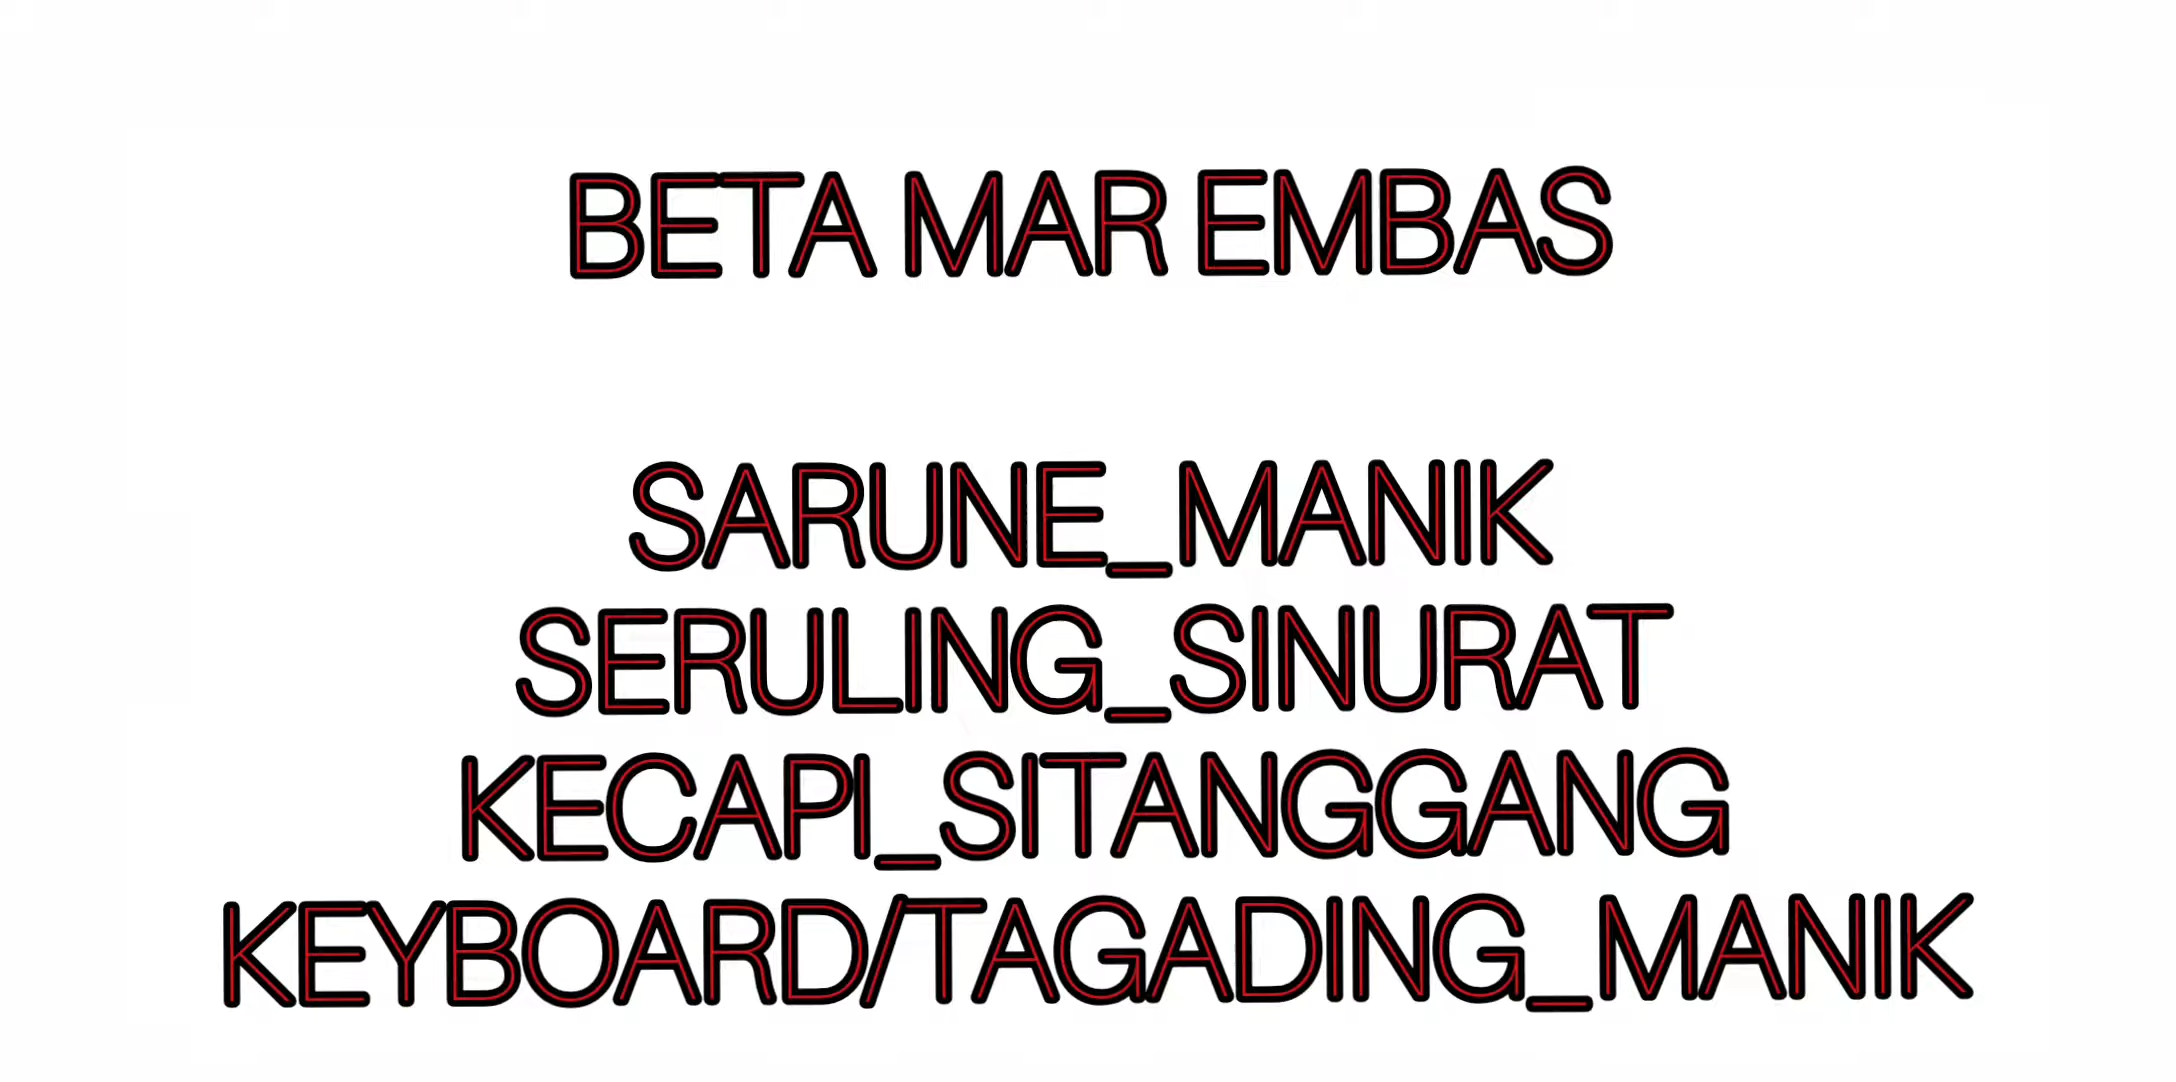 BETA MAR EMBAS
SARUNE_MANIK
SERULING_SINURAT
KECAPI_SITANGGANG
KEYBOARD/TAGADING_MANIK